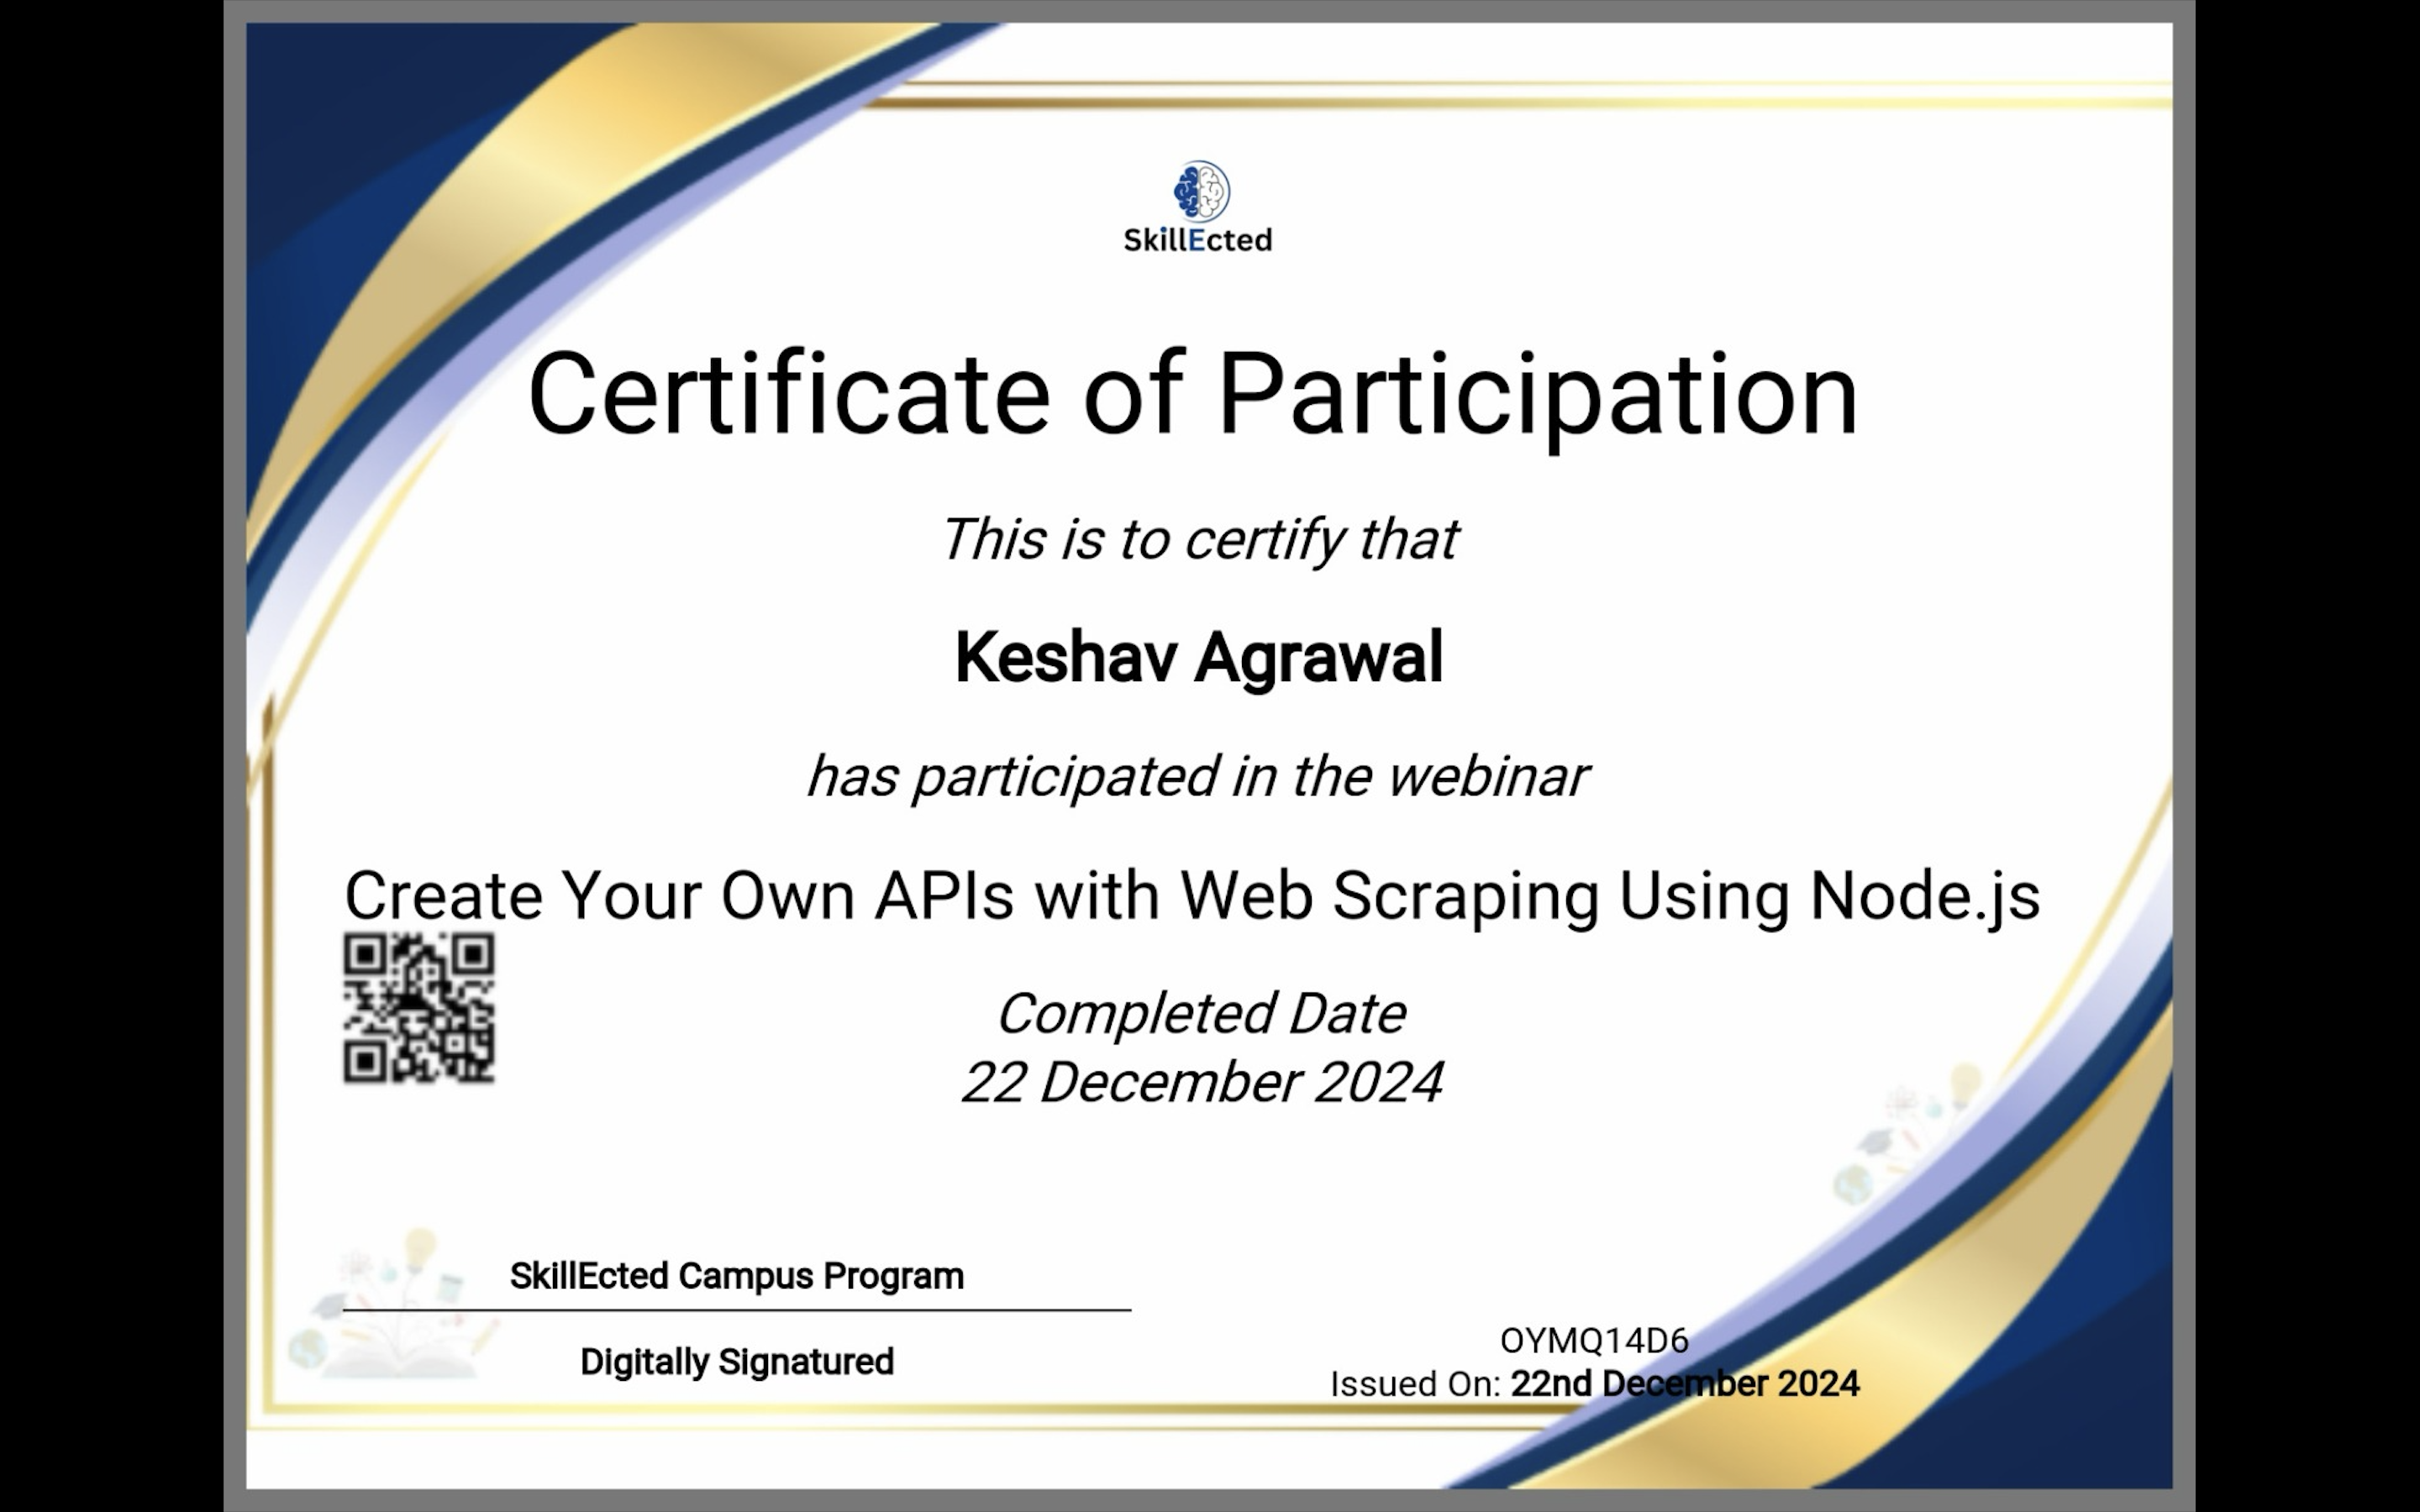 SkillEcted
Certificate of Participation
This is to certify that
Keshav Agrawal
has participated in the webinar
Create Your Own APIs with Web Scraping Using Node.js
Completed Date
22 December 2024
SkillEcted Campus Program
Digitally Signatured
OYMQ14D6
Issued On: 22nd December 2024